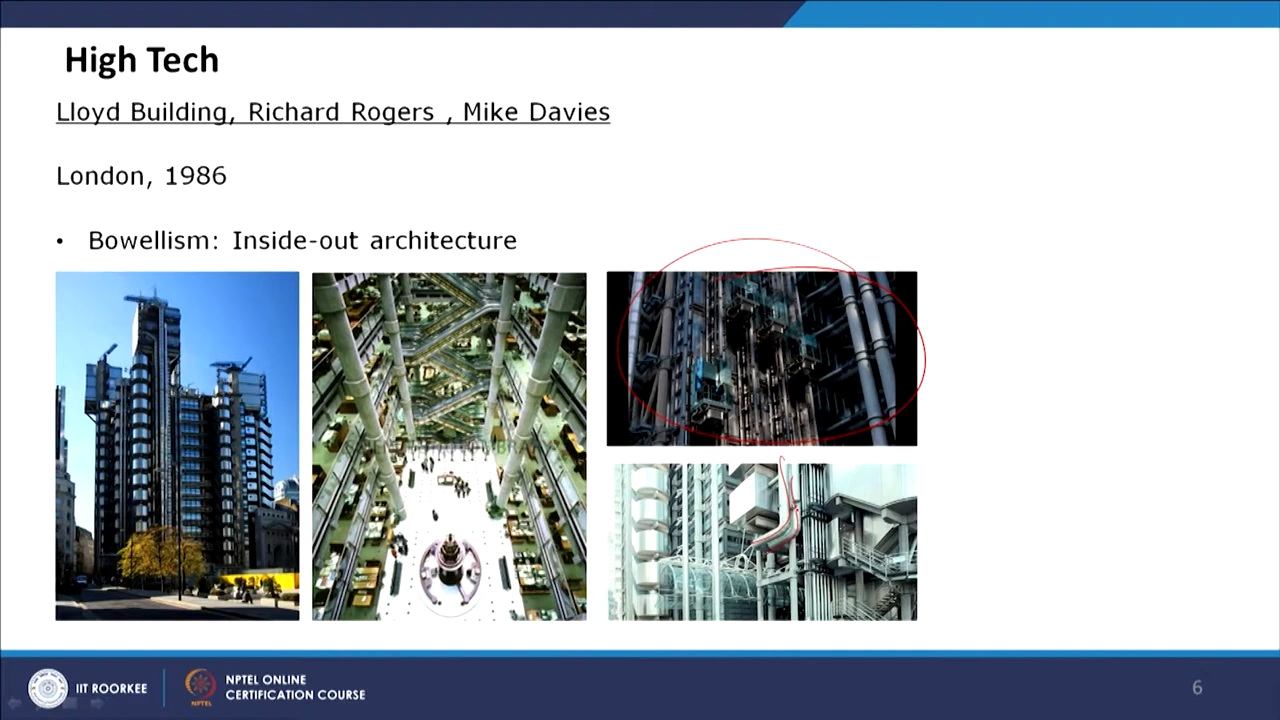 High Tech
Lloyd Building, Richard Rogers , Mike Davies
London, 1986
• Bowellism: Inside-out architecture
IIT ROORKEE
NPTEL
NPTEL ONLINE
CERTIFICATION COURSE
6